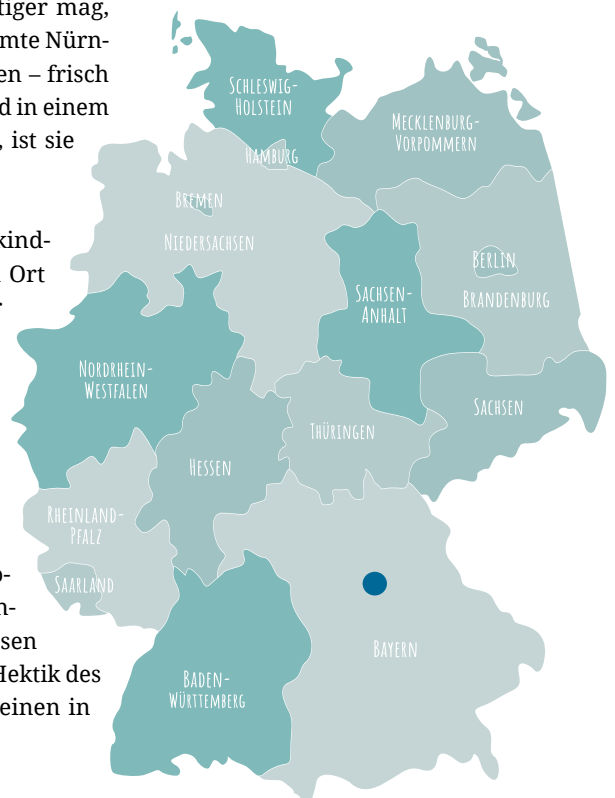 tiger mag,
mte Nürn-
en – frisch
d in einem
, ist sie
kind-
Ort
sen
Hektik des
einen in
Schleswig-
Holstein
Mecklenburg-
Vorpommern
Hamburg
Bremen
Niedersachsen
Berlin
Brandenburg
Sachsen-
Anhalt
Nordrhein-
Westfalen
Sachsen
Thüringen
Hessen
Rheinland-
Pfalz
Saarland
Bayern
Baden-
Württemberg